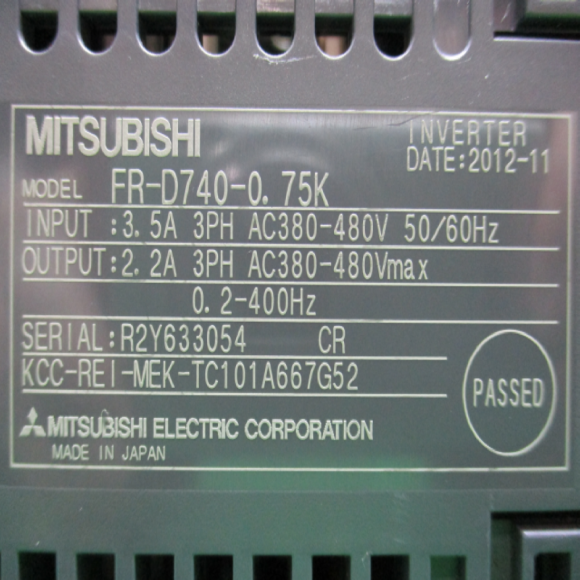 MITSUBISHI INVERTER
DATE:2012-11
MODEL FR-D740-0.75K
INPUT :3.5A 3PH AC380-480V 50/60Hz
OUTPUT:2.2A 3PH AC380-480Vmax
0.2-400Hz
SERIAL:R2Y633054 CR
KCC-REI-MEK-TC101A667G52
PASSED
MITSUBISHI ELECTRIC CORPORATION
MADE IN JAPAN